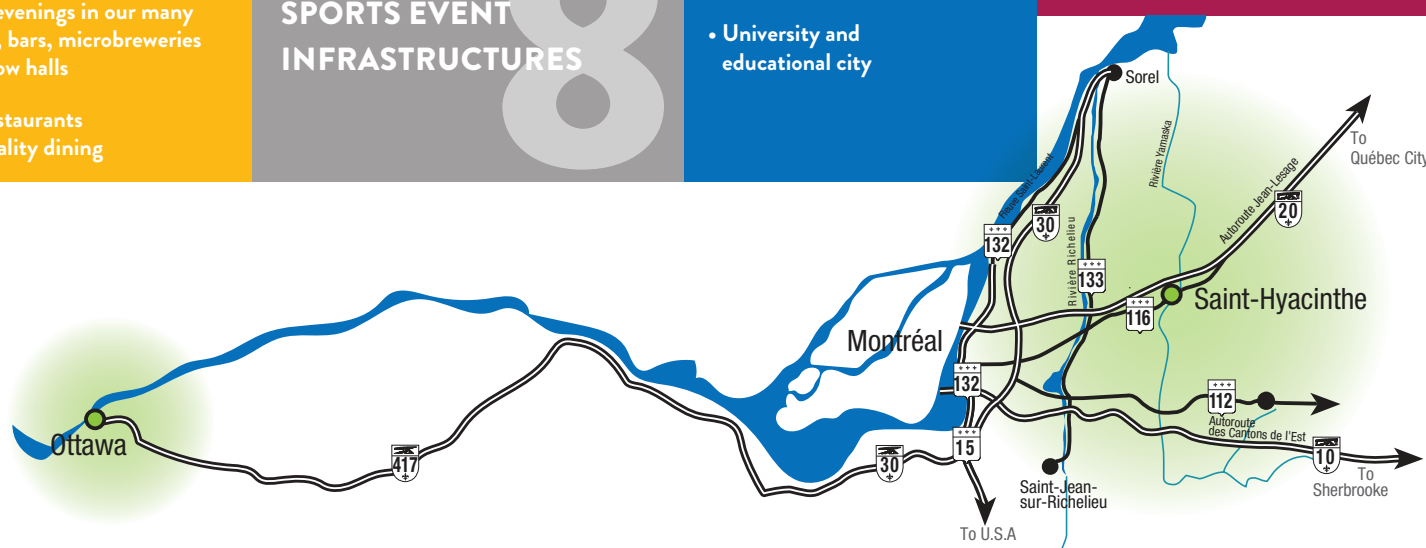 evenings in our many
, bars, microbreweries
ow halls
staurants
ality dining
SPORTS EVENT
INFRASTRUCTURES
8
• University and
educational city
Sorel
To
Québec City
Fleuve Saint-Laurent
Rivière Yamaska
Autoroute Jean-Lesage
20
30
132
Rivière Richelieu
133
Saint-Hyacinthe
116
Montréal
132
112
Autoroute
des Cantons de l'Est
Ottawa
417
30
15
10
To
Sherbrooke
Saint-Jean-
sur-Richelieu
To U.S.A